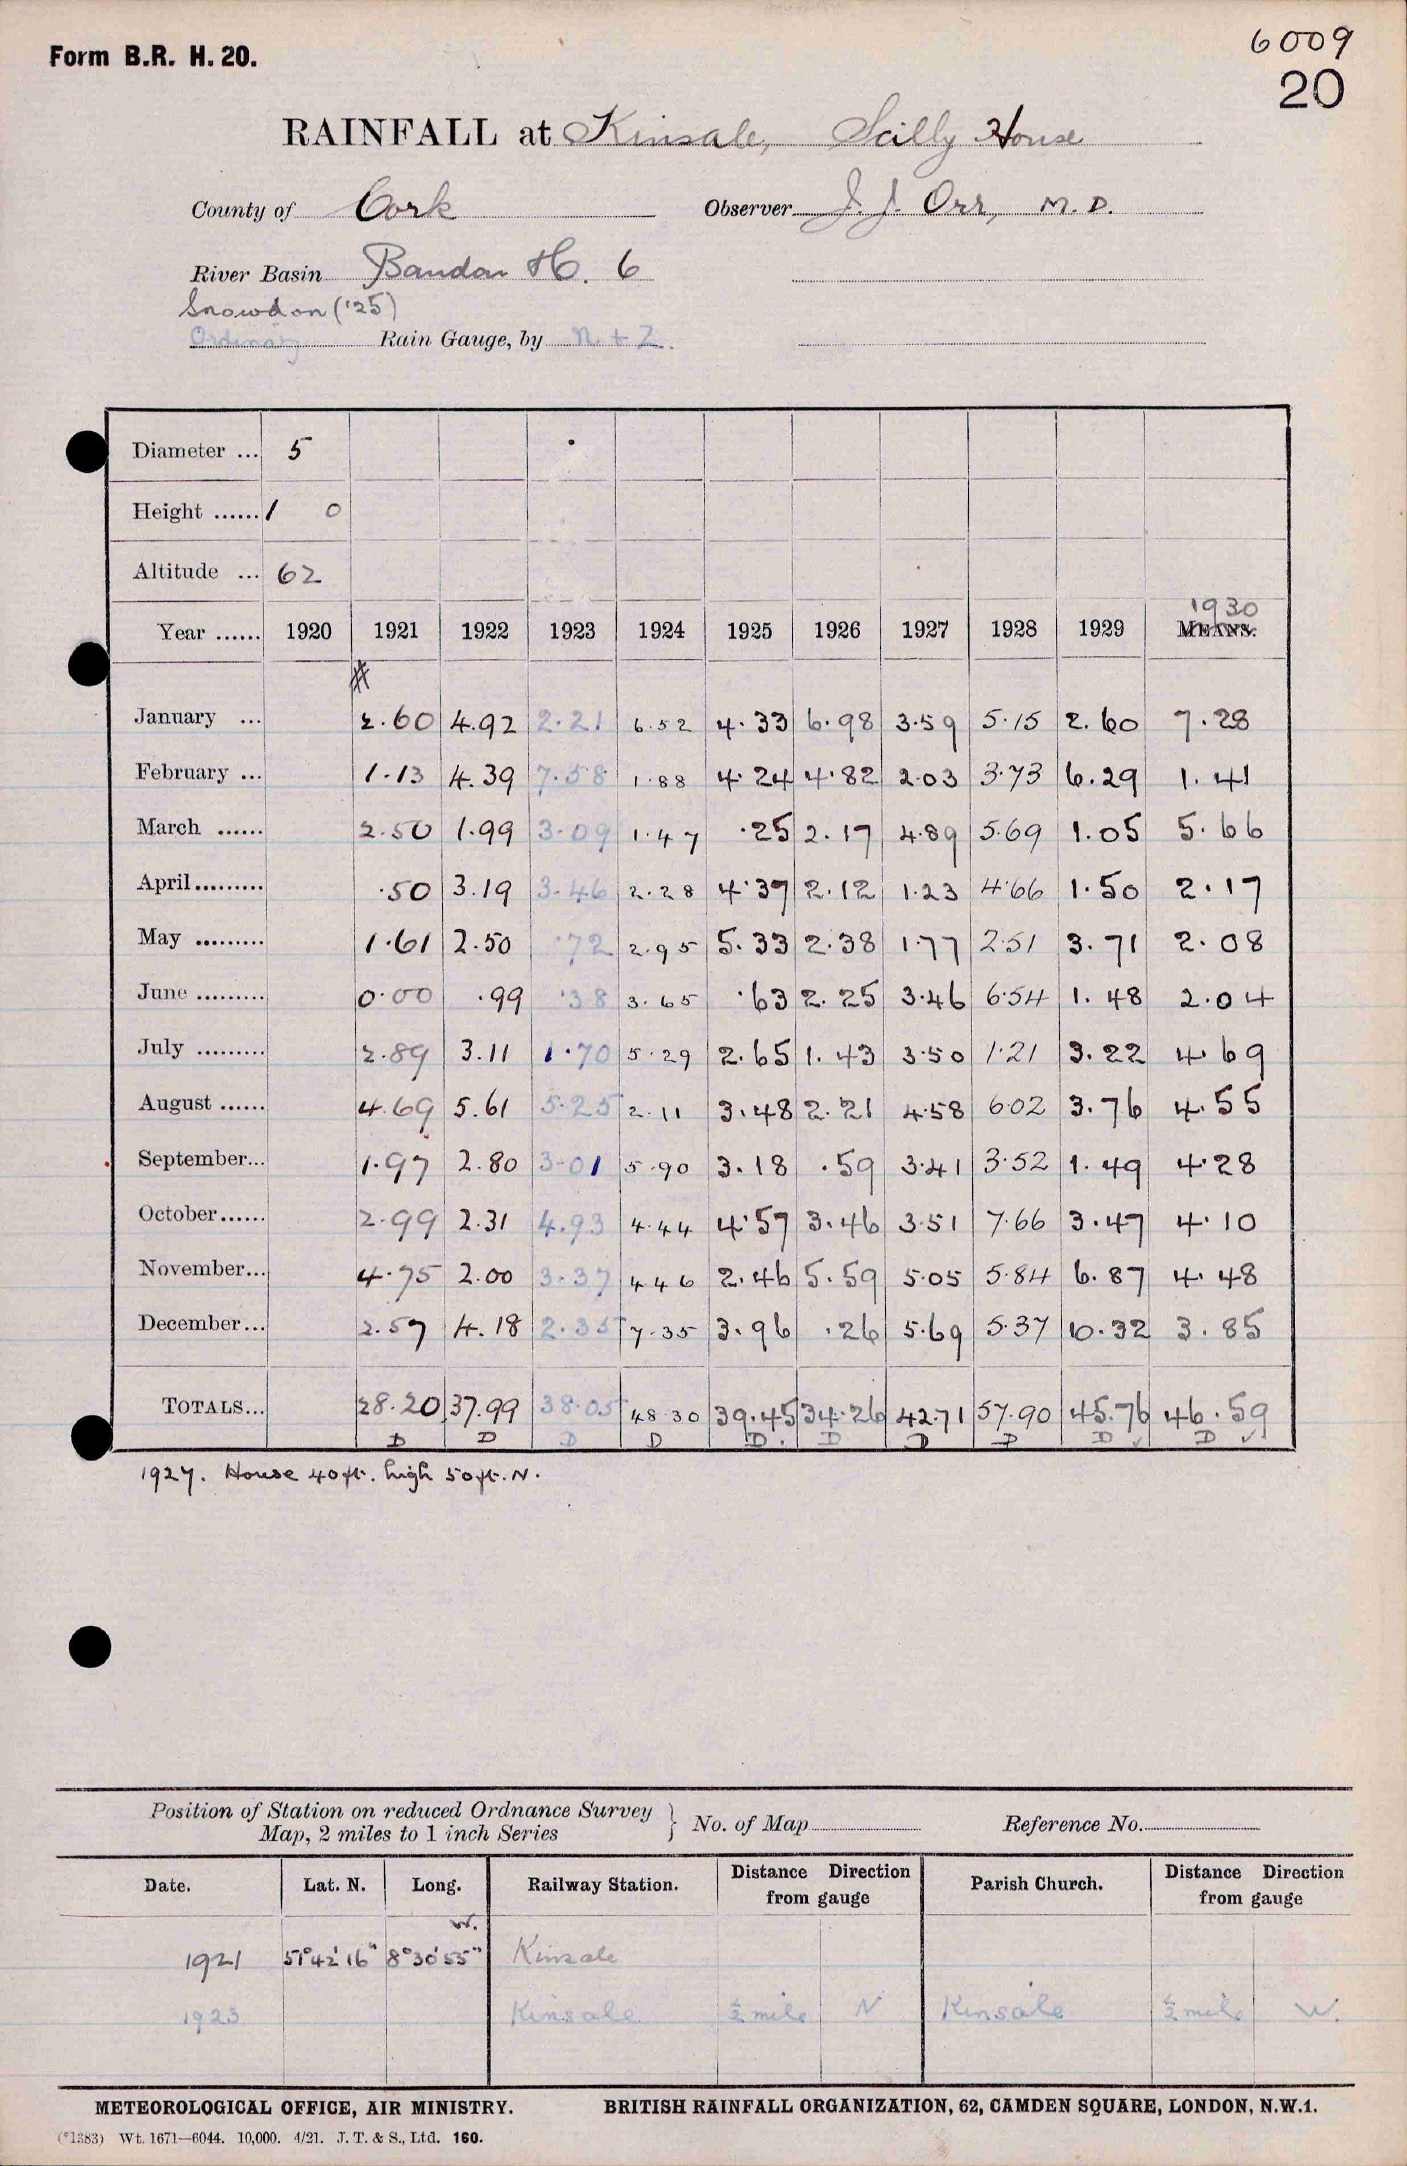 6009
Form B.R. H. 20.
20
RAINFALL at Kinsale, Scilly House
County of Cork Observer J. J. Orr, M.D.
River Basin Bandon H. 6
Snowdon ('25)
Ordinary Rain Gauge, by N + Z.
Diameter ... 5
Height ...... 1 0
Altitude ... 62
1930
Year ...... 1920 1921 1922 1923 1924 1925 1926 1927 1928 1929 MEANS.
#
January ... 2.60 4.92 2.21 6.52 4.33 6.98 3.59 5.15 2.60 7.28
February ... 1.13 4.39 7.58 1.88 4.24 4.82 2.03 3.73 6.29 1.41
March ...... 2.50 1.99 3.09 1.47 .25 2.17 4.89 5.69 1.05 5.66
April......... .50 3.19 3.46 2.28 4.37 2.12 1.23 4.66 1.50 2.17
May ......... 1.61 2.50 .72 2.95 5.33 2.38 1.77 2.51 3.71 2.08
June ......... 0.00 .99 .38 3.65 .63 2.25 3.46 6.54 1.48 2.04
July ......... 2.89 3.11 1.70 5.29 2.65 1.43 3.50 1.21 3.22 4.69
August ...... 4.69 5.61 5.25 2.11 3.48 2.21 4.58 6.02 3.76 4.55
September... 1.97 2.80 3.01 5.90 3.18 .59 3.41 3.52 1.49 4.28
October...... 2.99 2.31 4.93 4.44 4.57 3.46 3.51 7.66 3.47 4.10
November... 4.75 2.00 3.37 4.46 2.46 5.59 5.05 5.84 6.87 4.48
December... 2.57 4.18 2.35 7.35 3.96 .26 5.69 5.37 10.32 3.85
TOTALS... 28.20 37.99 38.05 48.30 39.45 34.26 42.71 57.90 45.76 46.59
D D D D D. D D D D ✓ D ✓
1927. House 40ft. high 50ft. N.
Position of Station on reduced Ordnance Survey
Map, 2 miles to 1 inch Series } No. of Map Reference No.
Date. Lat. N. Long. Railway Station. Distance Direction from gauge Parish Church. Distance Direction from gauge
W.
1921 51°42'16" 8°30'55" Kinsale
1923 Kinsale ½ mile N Kinsale ½ mile W.
METEOROLOGICAL OFFICE, AIR MINISTRY. BRITISH RAINFALL ORGANIZATION, 62, CAMDEN SQUARE, LONDON, N.W.1.
(*1383) Wt. 1671—6044. 10,000. 4/21. J. T. & S., Ltd. 160.